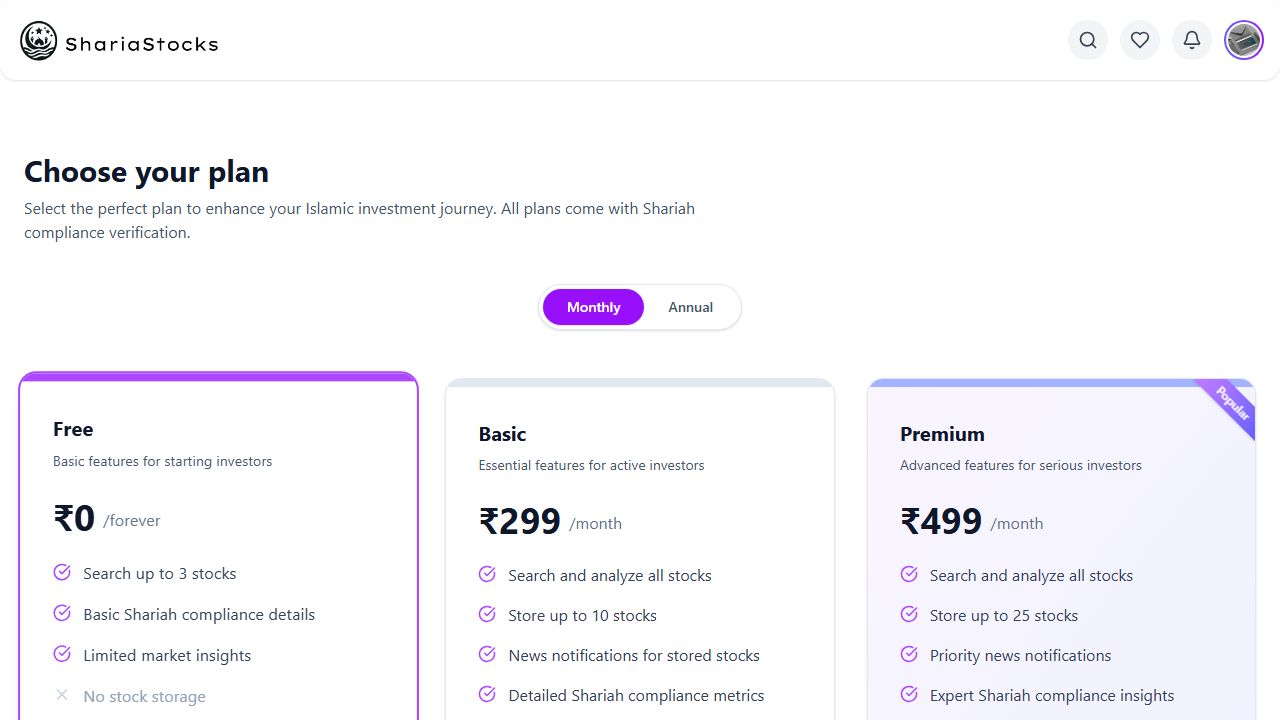 ShariaStocks
Choose your plan
Select the perfect plan to enhance your Islamic investment journey. All plans come with Shariah
compliance verification.
Monthly
Annual
Free
Basic features for starting investors
₹0 /forever
Search up to 3 stocks
Basic Shariah compliance details
Limited market insights
No stock storage
Basic
Essential features for active investors
₹299 /month
Search and analyze all stocks
Store up to 10 stocks
News notifications for stored stocks
Detailed Shariah compliance metrics
Popular
Premium
Advanced features for serious investors
₹499 /month
Search and analyze all stocks
Store up to 25 stocks
Priority news notifications
Expert Shariah compliance insights